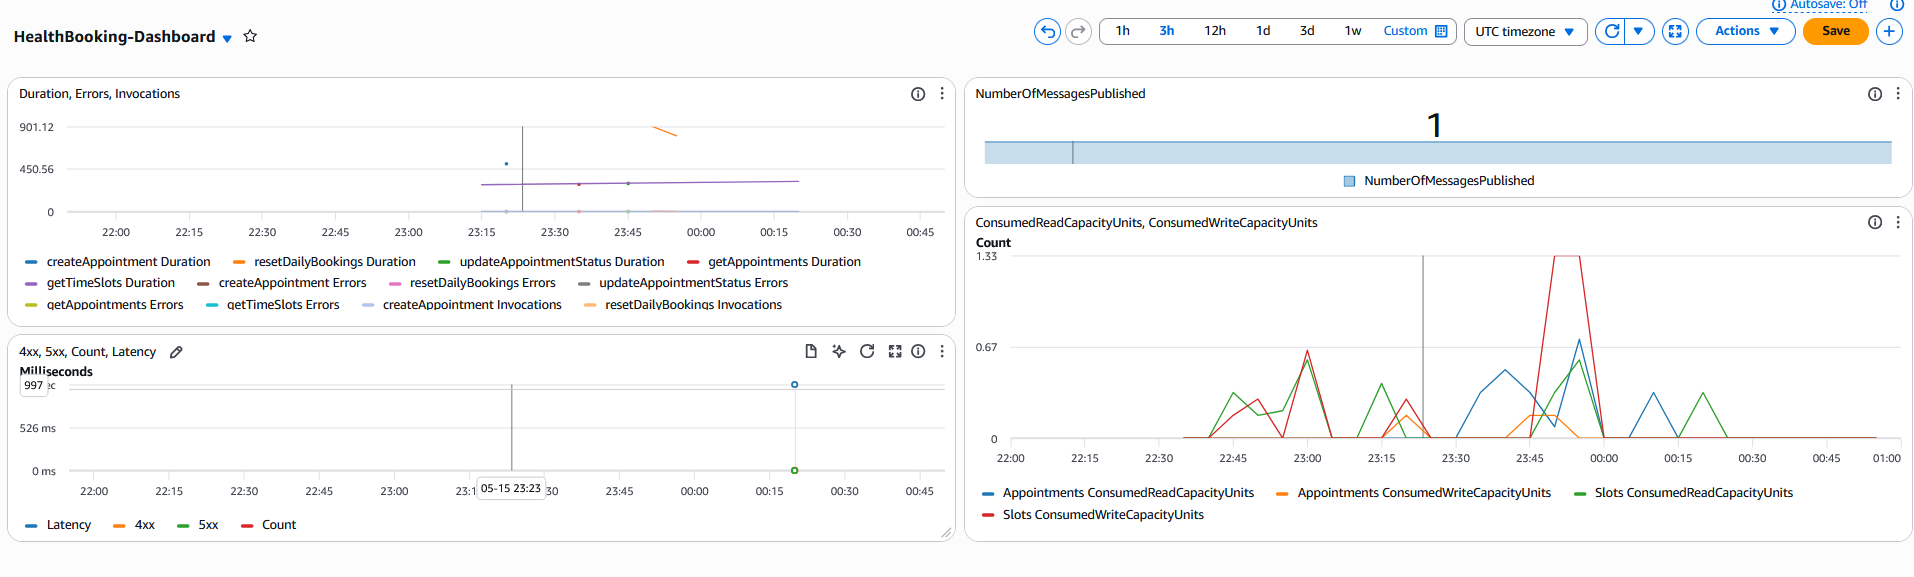 Autosave: Off
HealthBooking-Dashboard
1h 3h 12h 1d 3d 1w Custom UTC timezone Actions Save
Duration, Errors, Invocations
901.12
450.56
0
22:00 22:15 22:30 22:45 23:00 23:15 23:30 23:45 00:00 00:15 00:30 00:45
createAppointment Duration resetDailyBookings Duration updateAppointmentStatus Duration getAppointments Duration
getTimeSlots Duration createAppointment Errors resetDailyBookings Errors updateAppointmentStatus Errors
getAppointments Errors getTimeSlots Errors createAppointment Invocations resetDailyBookings Invocations
4xx, 5xx, Count, Latency
Milliseconds
997
526 ms
0 ms
22:00 22:15 22:30 22:45 23:00 05-15 23:23 23:45 00:00 00:15 00:30 00:45
Latency 4xx 5xx Count
NumberOfMessagesPublished
1
NumberOfMessagesPublished
ConsumedReadCapacityUnits, ConsumedWriteCapacityUnits
Count
1.33
0.67
0
22:00 22:15 22:30 22:45 23:00 23:15 23:30 23:45 00:00 00:15 00:30 00:45 01:00
Appointments ConsumedReadCapacityUnits Appointments ConsumedWriteCapacityUnits Slots ConsumedReadCapacityUnits
Slots ConsumedWriteCapacityUnits